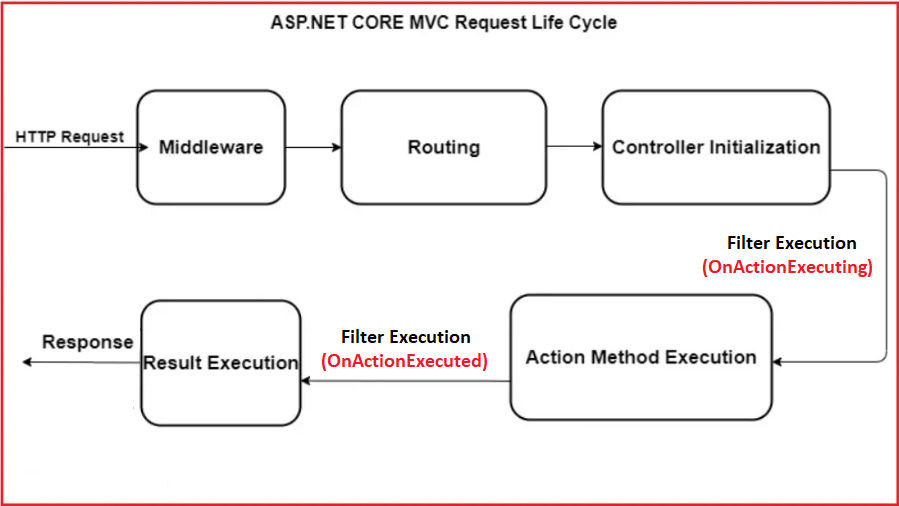 ASP.NET CORE MVC Request Life Cycle
HTTP Request
Middleware
Routing
Controller Initialization
Filter Execution
(OnActionExecuting)
Action Method Execution
Filter Execution
(OnActionExecuted)
Result Execution
Response